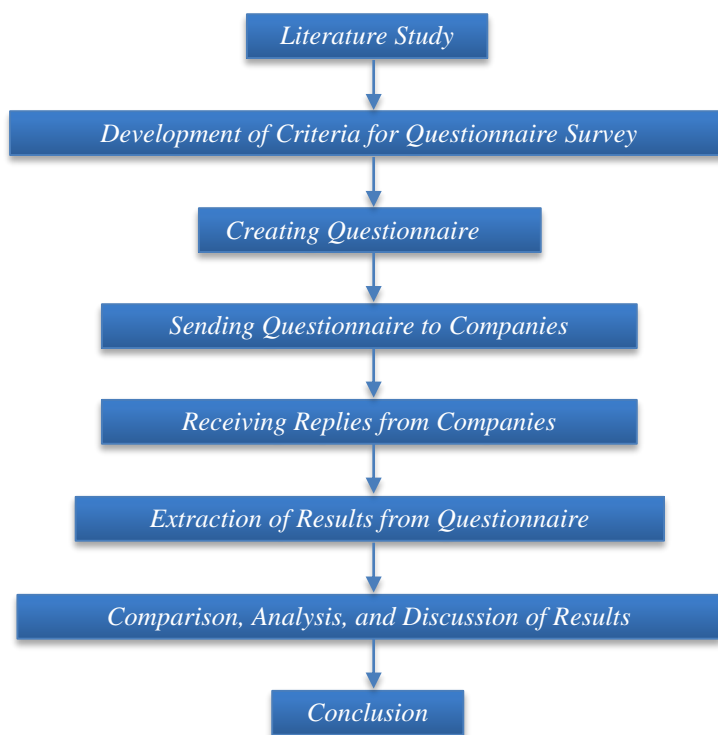 Literature Study
Development of Criteria for Questionnaire Survey
Creating Questionnaire
Sending Questionnaire to Companies
Receiving Replies from Companies
Extraction of Results from Questionnaire
Comparison, Analysis, and Discussion of Results
Conclusion